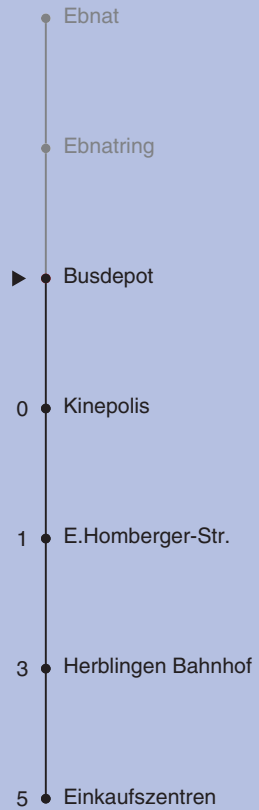 Ebnat
Ebnatring
Busdepot
0 Kinepolis
1 E.Homberger-Str.
3 Herblingen Bahnhof
5 Einkaufszentren